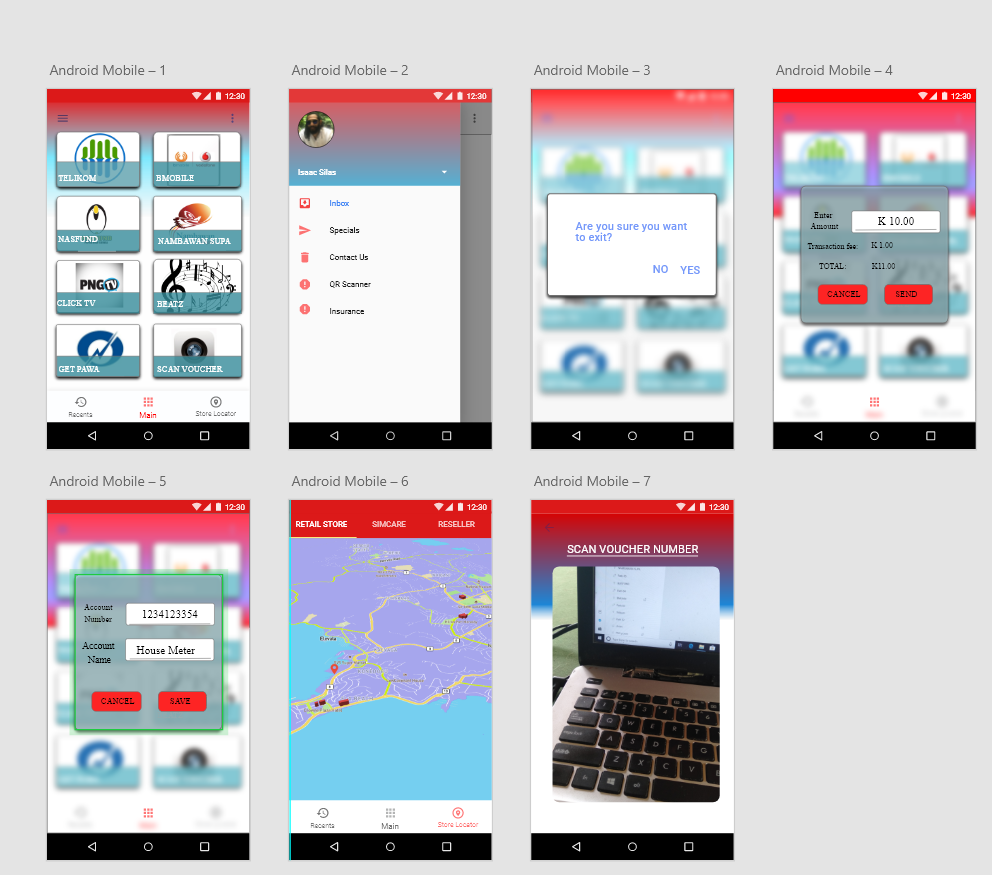 Android Mobile – 1
12:30
TELIKOM
BMOBILE
NASFUND
NAMBAWAN SUPA
PNGTV
CLICK TV
BEATZ
GET PAWA
SCAN VOUCHER
Recents
Main
Store Locator
Android Mobile – 2
12:30
Isaac Silas
Inbox
Specials
Contact Us
QR Scanner
Insurance
Android Mobile – 3
Are you sure you want
to exit?
NO YES
Android Mobile – 4
12:30
Enter
Amount
K 10.00
Transaction fee:
K 1.00
TOTAL:
K11.00
CANCEL
SEND
Android Mobile – 5
12:30
Account
Number
1234123354
Account
Name
House Meter
CANCEL
SAVE
Android Mobile – 6
12:30
RETAIL STORE
SIMCARE
RESELLER
Elevala
Recents
Main
Store Locator
Android Mobile – 7
12:30
SCAN VOUCHER NUMBER